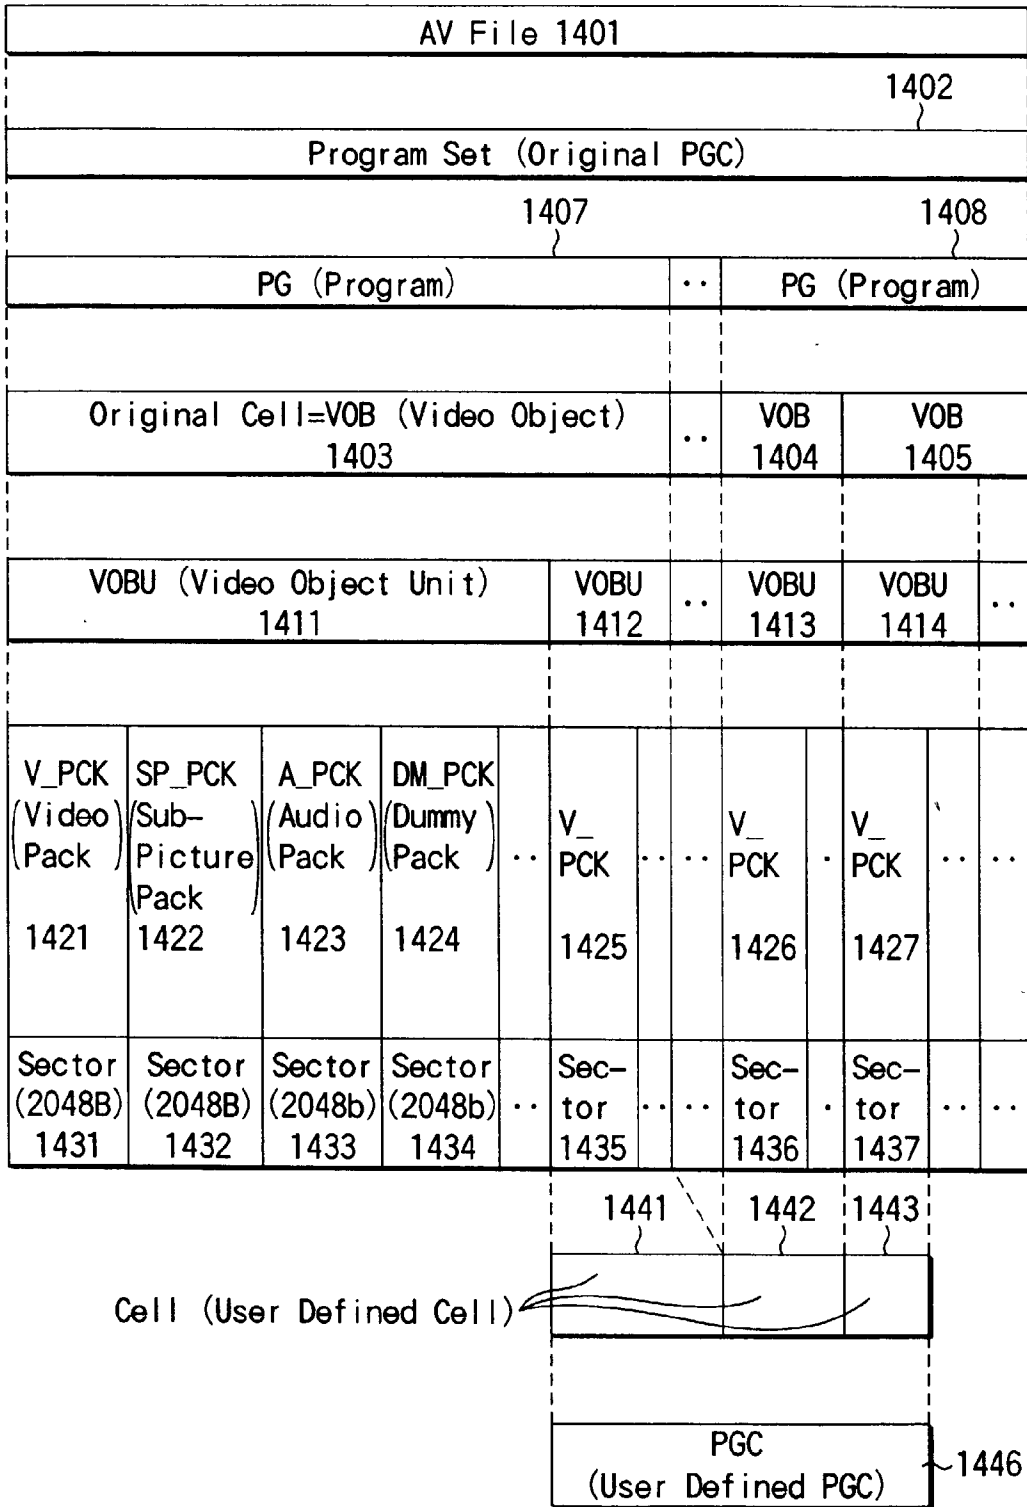 AV File 1401
1402
Program Set (Original PGC)
1407 1408
PG (Program) ·· PG (Program)
Original Cell=VOB (Video Object) ·· VOB VOB
1403 1404 1405
VOBU (Video Object Unit) VOBU ·· VOBU VOBU ··
1411 1412 1413 1414
V_PCK SP_PCK A_PCK DM_PCK
(Video (Sub- (Audio (Dummy V_ V_ V_
Pack) Picture Pack) Pack) ·· PCK ·· ·· PCK · PCK ·· ··
Pack)
1421 1422 1423 1424 1425 1426 1427
Sector Sector Sector Sector Sec- Sec- Sec-
(2048B) (2048B) (2048b) (2048b) ·· tor ·· ·· tor · tor ·· ··
1431 1432 1433 1434 1435 1436 1437
1441 1442 1443
Cell (User Defined Cell)
PGC
(User Defined PGC) 1446